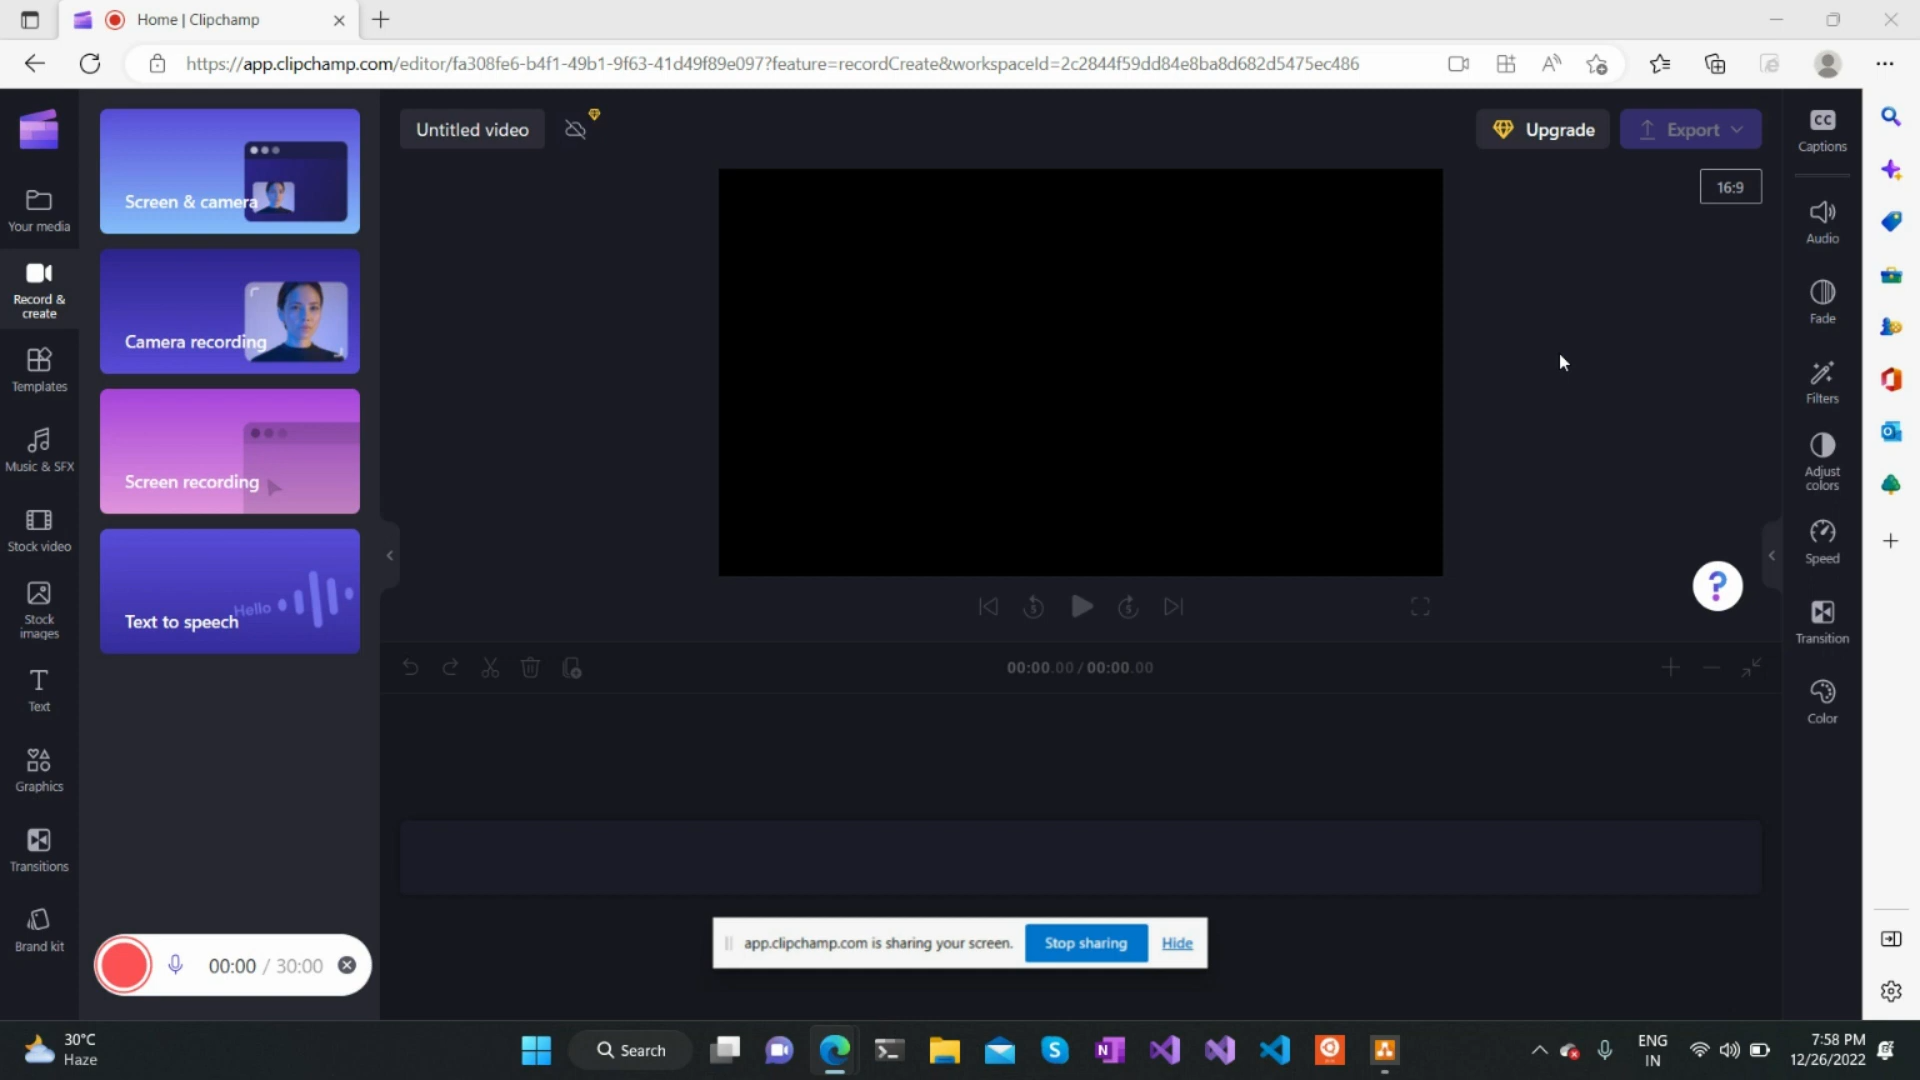 Home | Clipchamp
https://app.clipchamp.com/editor/fa308fe6-b4f1-49b1-9f63-41d49f89e097?feature=recordCreate&workspaceId=2c2844f59dd84e8ba8d682d5475ec486
Your media
Record &
create
Templates
Music & SFX
Stock video
Stock
images
Text
Graphics
Transitions
Brand kit
Screen & camera
Camera recording
Screen recording
Hello
Text to speech
00:00 / 30:00
Untitled video
Upgrade
Export
16:9
5
5
00:00.00 / 00:00.00
?
CC
Captions
Audio
Fade
Filters
Adjust
colors
Speed
Transition
Color
app.clipchamp.com is sharing your screen.
Stop sharing
Hide
30°C
Haze
Search
ENG
IN
7:58 PM
12/26/2022